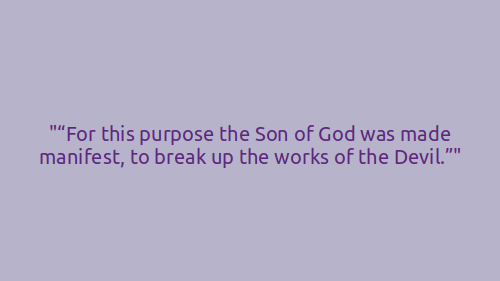 "“For this purpose the Son of God was made
manifest, to break up the works of the Devil.”"